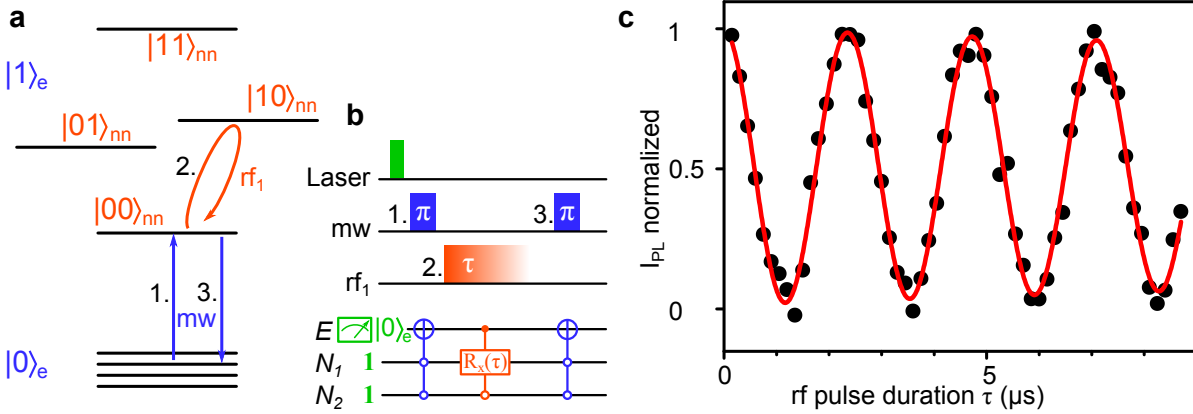 a
|11⟩nn
|1⟩e
|10⟩nn
|01⟩nn
2.
rf1
|00⟩nn
1.
3.
mw
|0⟩e
b
Laser
1. π 3. π
mw
2. τ
rf1
E |0⟩e
N1 1 Rx(τ)
N2 1
c
IPL normalized
1
0.5
0
0 5
rf pulse duration τ (μs)